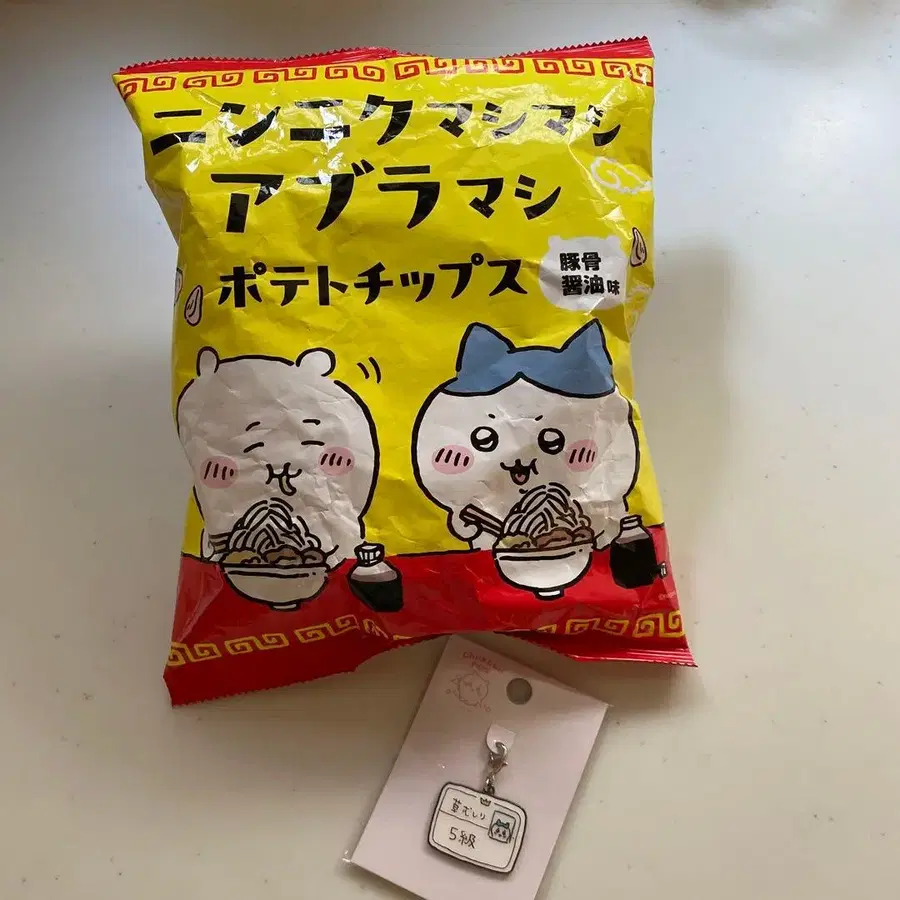 ニンニクマシマシ
アブラマシ
ポテトチップス
豚骨
醤油味
草むしり
5級